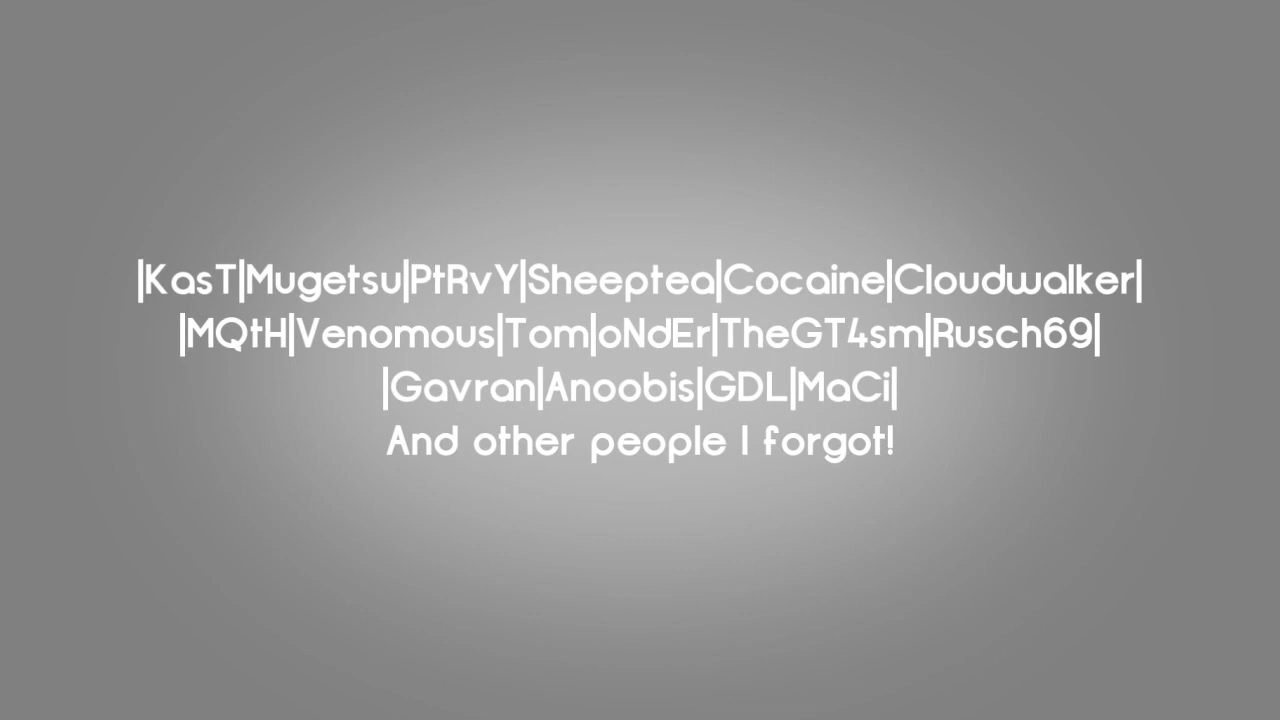 |KasT|Mugetsu|PtRvY|Sheeptea|Cocaine|Cloudwalker|
|MQtH|Venomous|Tom|oNdEr|TheGT4sm|Rusch69|
|Gavran|Anoobis|GDL|MaCi|
And other people I forgot!